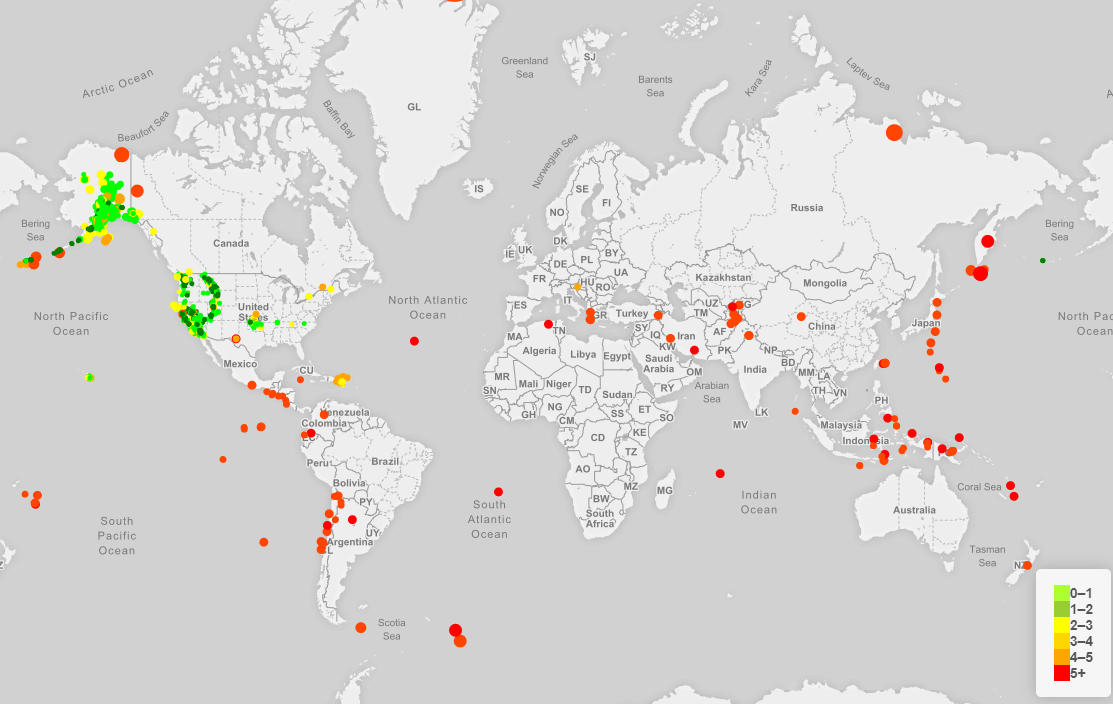 SJ
Greenland
Sea
Barents
Sea
Kara Sea
Laptev Sea
Arctic Ocean
Beaufort Sea
Baffin Bay
GL
Norwegian Sea
IS
SE
FI
NO
Russia
Bering
Sea
Bering
Sea
Canada
DK
IE
UK
BY
PL
DE
UA
FR
HU
RO
Kazakhstan
Mongolia
North Atlantic
Ocean
United
States
North Pacific
Ocean
North Pac
Ocean
ES
IT
GR
Turkey
UZ
TM
Japan
China
TN
MA
SY
IQ
Iran
AF
KW
PK
NP
Mexico
CU
Algeria
Libya
Egypt
Saudi
Arabia
OM
India
BD
MM
LA
MR
Mali
Niger
TD
Sudan
RY
Arabian
Sea
TH
VN
SN
PH
GH
NG
SS
ET
SO
LK
Venezuela
Colombia
CM
MV
Malaysia
EC
KE
CD
Indonesia
Peru
Brazil
TZ
AO
Bolivia
MZ
MG
BW
PY
Coral Sea
South
Atlantic
Ocean
Indian
Ocean
South
Africa
Australia
South
Pacific
Ocean
UY
Argentina
Tasman
Sea
NZ
Scotia
Sea
0–1
1–2
2–3
3–4
4–5
5+